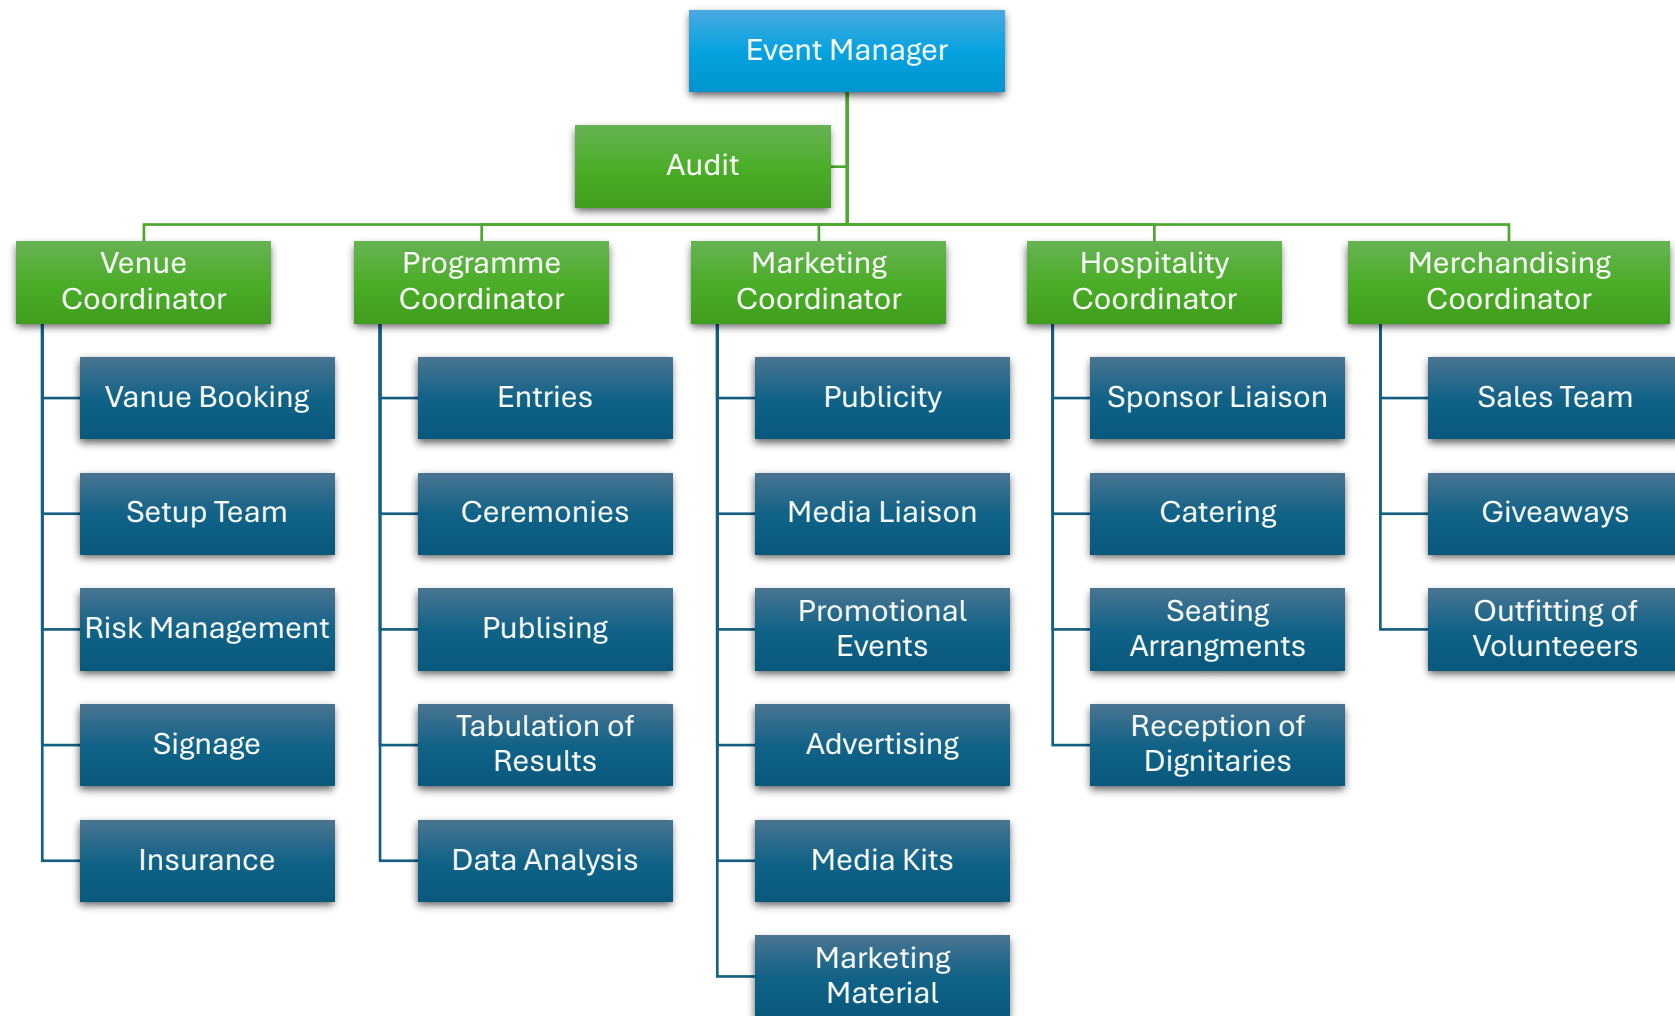 Event Manager
Audit
Venue
Coordinator
Programme
Coordinator
Marketing
Coordinator
Hospitality
Coordinator
Merchandising
Coordinator
Vanue Booking
Setup Team
Risk Management
Signage
Insurance
Entries
Ceremonies
Publising
Tabulation of
Results
Data Analysis
Publicity
Media Liaison
Promotional
Events
Advertising
Media Kits
Marketing
Material
Sponsor Liaison
Catering
Seating
Arrangments
Reception of
Dignitaries
Sales Team
Giveaways
Outfitting of
Volunteeers